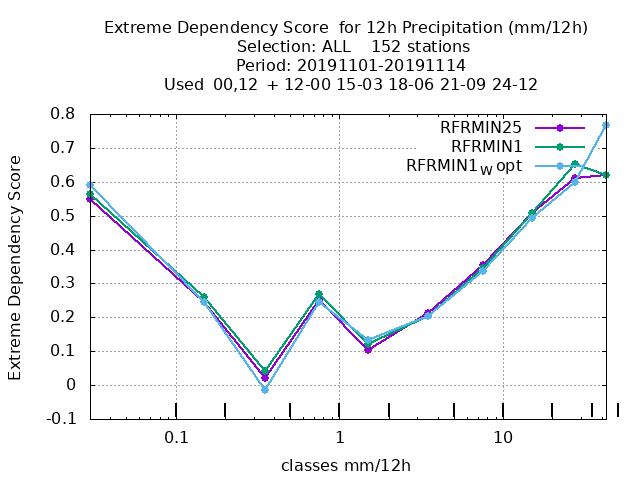 Extreme Dependency Score  for 12h Precipitation (mm/12h)
Selection: ALL    152 stations
Period: 20191101-20191114
Used  00,12  + 12-00 15-03 18-06 21-09 24-12
RFRMIN25
RFRMIN1
RFRMIN1W opt
0.8
0.7
0.6
0.5
0.4
0.3
0.2
0.1
0
-0.1
Extreme Dependency Score
0.1 1 10
classes mm/12h